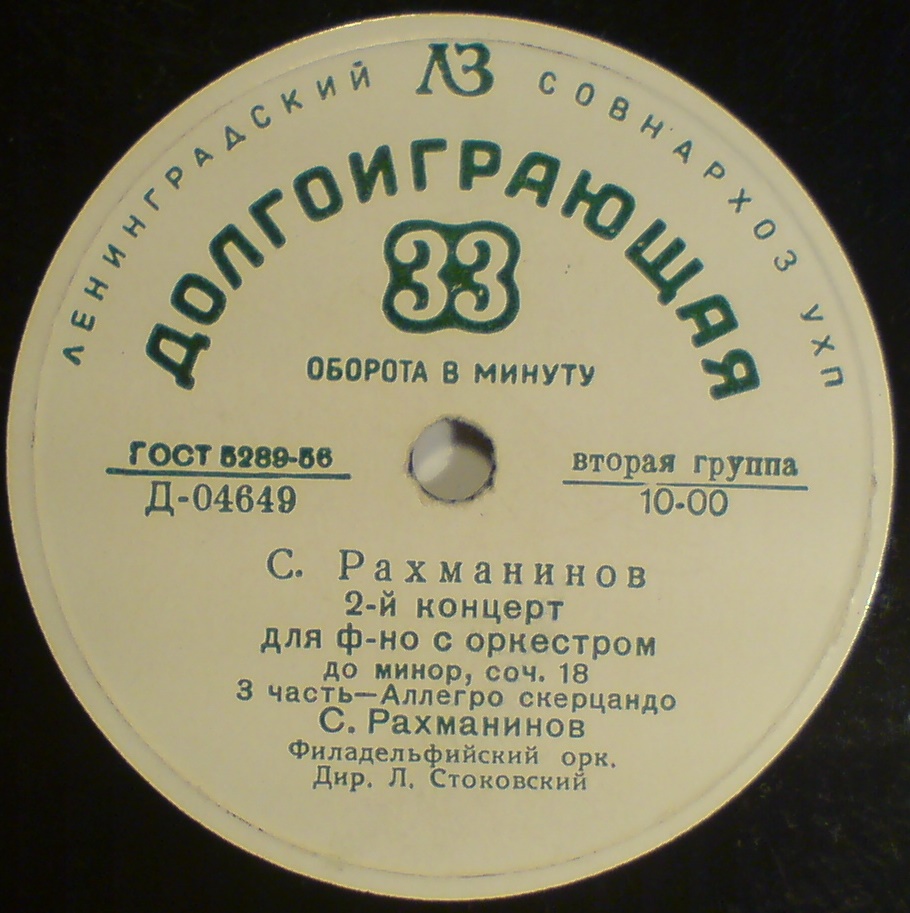 ЛЕНИНГРАДСКИЙ ЛЗ СОВНАРХОЗ УХП
ДОЛГОИГРАЮЩАЯ
33
ОБОРОТА В МИНУТУ
ГОСТ 5289-56
Д-04649
вторая группа
10-00
С. Рахманинов
2-й концерт
для ф-но с оркестром
до минор, соч. 18
3 часть—Аллегро скерцандо
С. Рахманинов
Филадельфийский орк.
Дир. Л. Стоковский